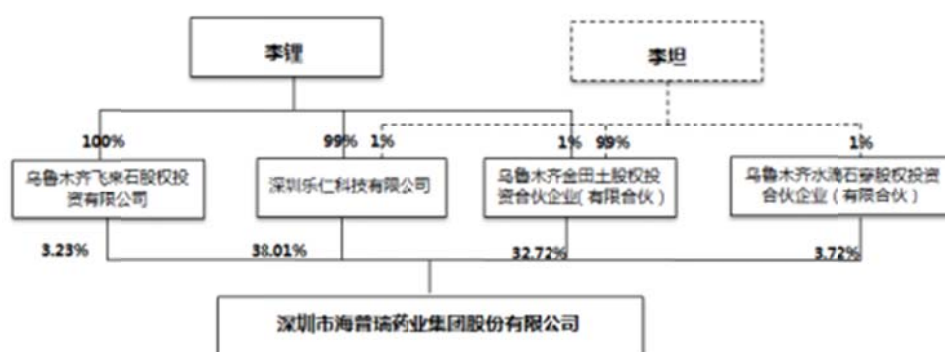 李锂
李坦
100%
99%
1%
1%
99%
1%
乌鲁木齐飞来石股权投
资有限公司
深圳乐仁科技有限公司
乌鲁木齐金田土股权投
资合伙企业（有限合伙）
乌鲁木齐水滴石穿股权投资
合伙企业（有限合伙）
3.23%
38.01%
32.72%
3.72%
深圳市海普瑞药业集团股份有限公司